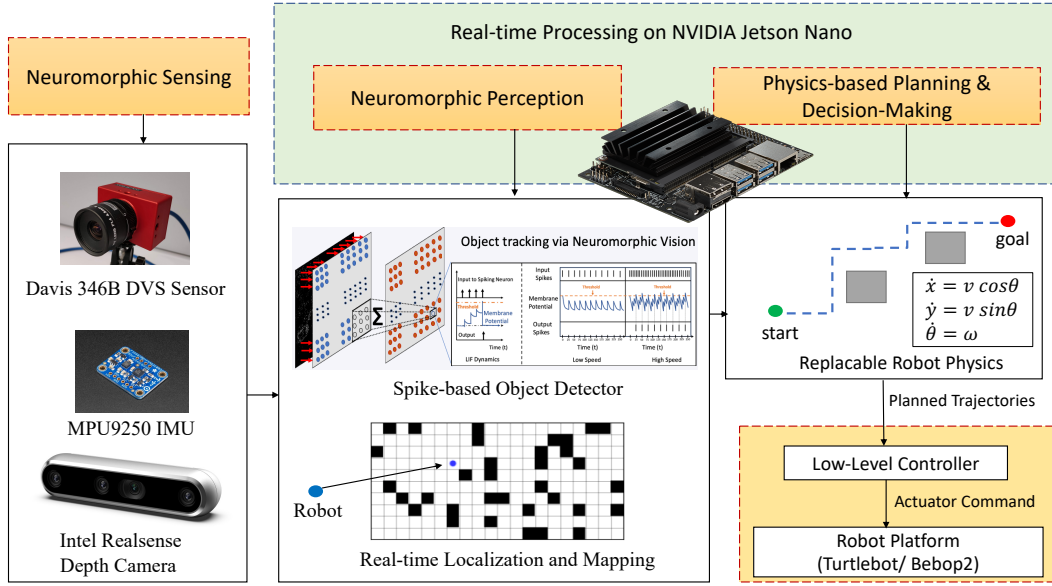 Real-time Processing on NVIDIA Jetson Nano
Neuromorphic Sensing
Neuromorphic Perception
Physics-based Planning &
Decision-Making
Davis 346B DVS Sensor
MPU9250 IMU
Intel Realsense
Depth Camera
Object tracking via Neuromorphic Vision
Input to Spiking Neuron
Threshold
Membrane
Potential
Output
Time (t)
LIF Dynamics
Σ
Input
Spikes
Membrane
Potential
Output
Spikes
Threshold
Threshold
Time (t)
Time (t)
Low Speed
High Speed
Spike-based Object Detector
Robot
Real-time Localization and Mapping
goal
start
ẋ = v cosθ
ẏ = v sinθ
θ̇ = ω
Replacable Robot Physics
Planned Trajectories
Low-Level Controller
Actuator Command
Robot Platform
(Turtlebot/ Bebop2)